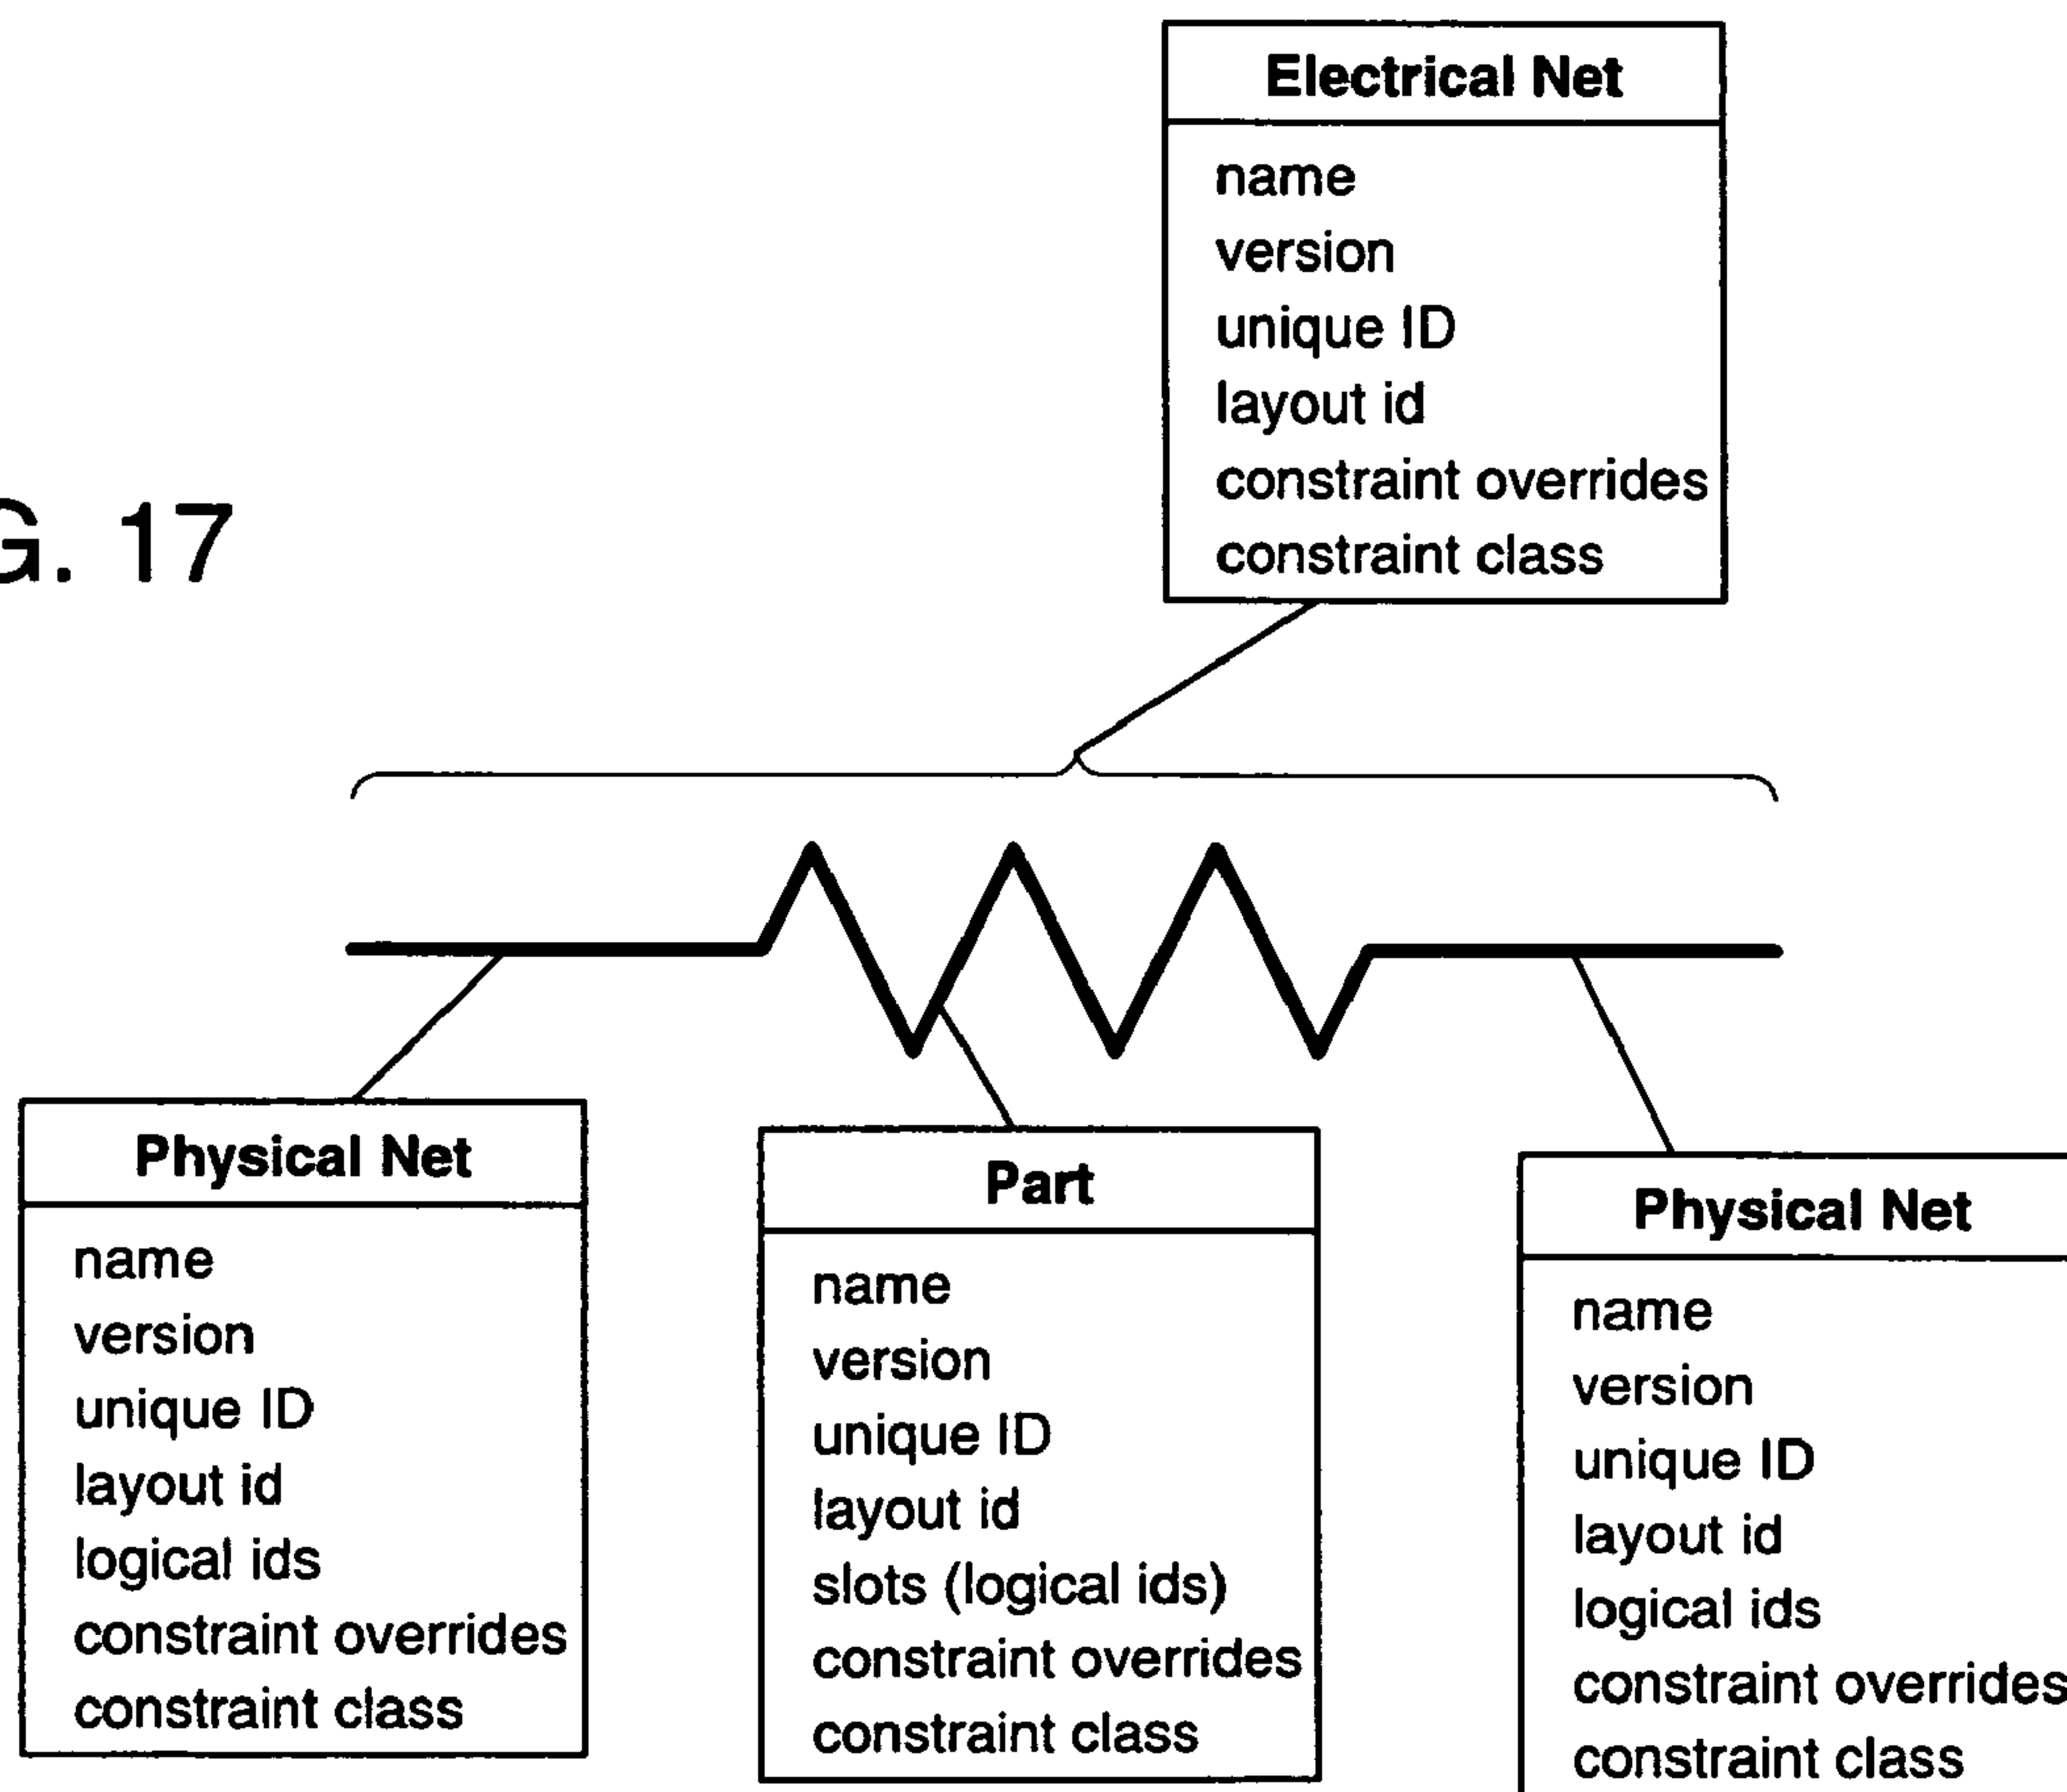 Electrical Net
name
version
unique ID
layout id
constraint overrides
constraint class
G. 17
Physical Net
name
version
unique ID
layout id
logical ids
constraint overrides
constraint class
Part
name
version
unique ID
layout id
slots (logical ids)
constraint overrides
constraint class
Physical Net
name
version
unique ID
layout id
logical ids
constraint overrides
constraint class